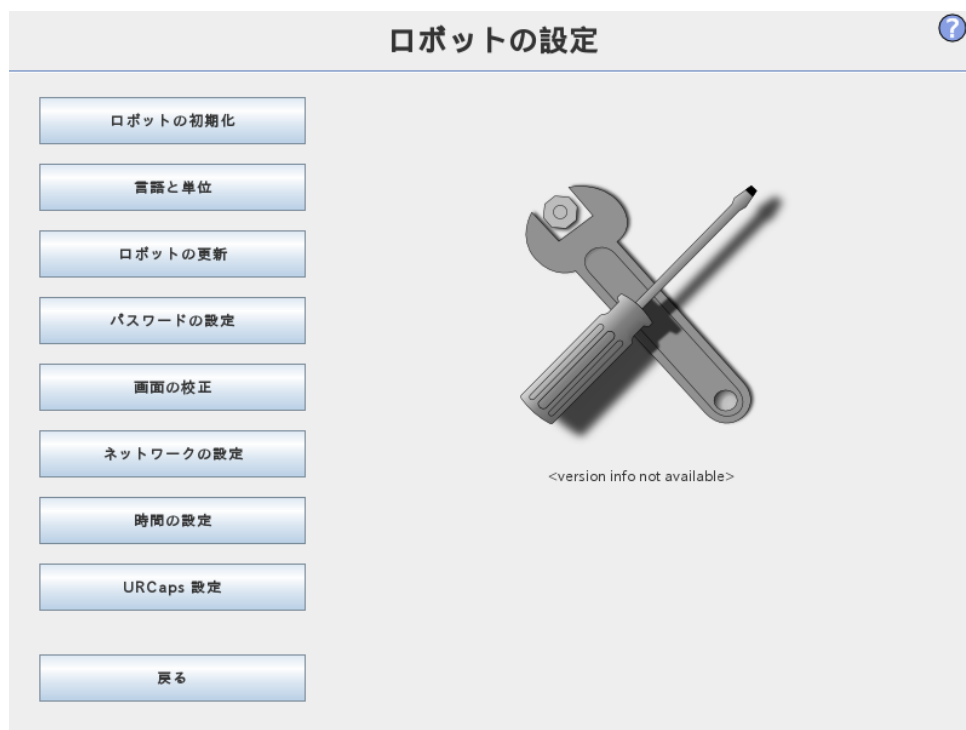 ロボットの設定
?
ロボットの初期化
言語と単位
ロボットの更新
パスワードの設定
画面の校正
ネットワークの設定
時間の設定
URCaps 設定
戻る
<version info not available>